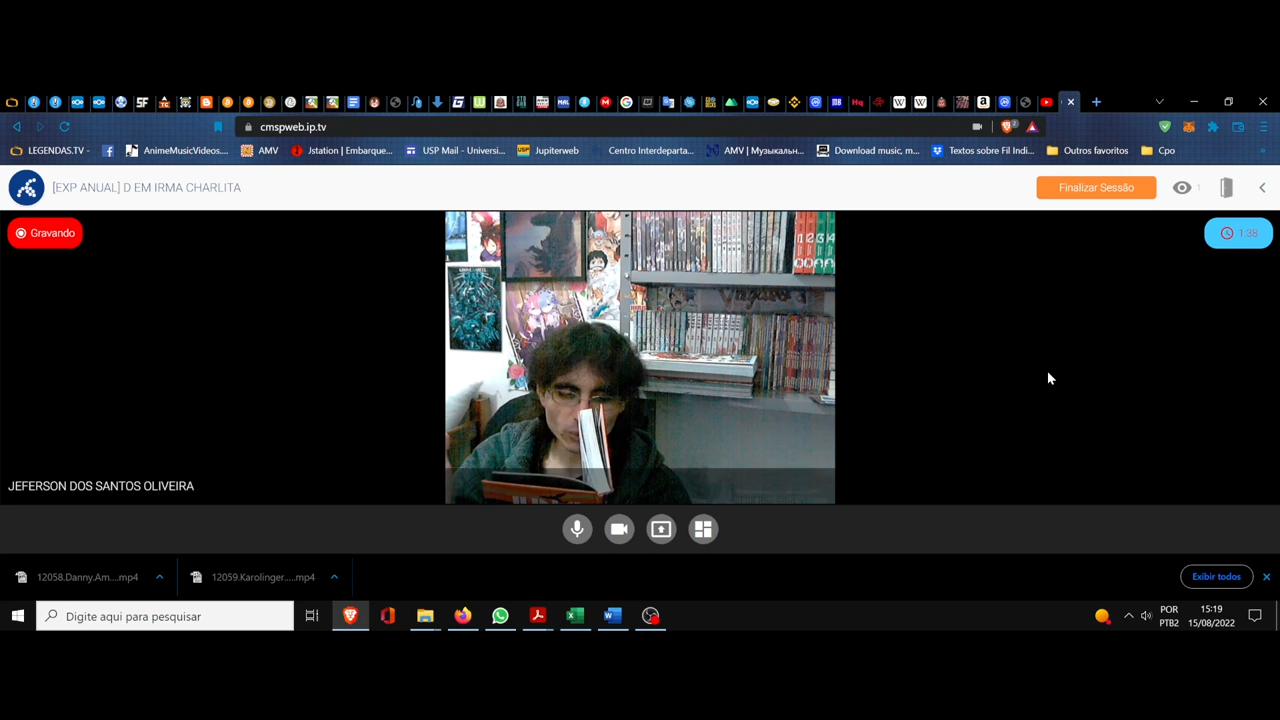 cmspweb.ip.tv
2
LEGENDAS.TV -
AnimeMusicVideos...
AMV
Jstation | Embarque...
USP Mail - Universi...
Jupiterweb
Centro Interdeparta...
AMV | Музыкальн...
Download music, m...
Textos sobre Fil Indi...
Outros favoritos
Cpo
[EXP ANUAL] D EM IRMA CHARLITA
Finalizar Sessão
1
Gravando
1:38
JEFERSON DOS SANTOS OLIVEIRA
12058.Danny.Am....mp4
12059.Karolinger.....mp4
Exibir todos
Digite aqui para pesquisar
POR
PTB2
15:19
15/08/2022